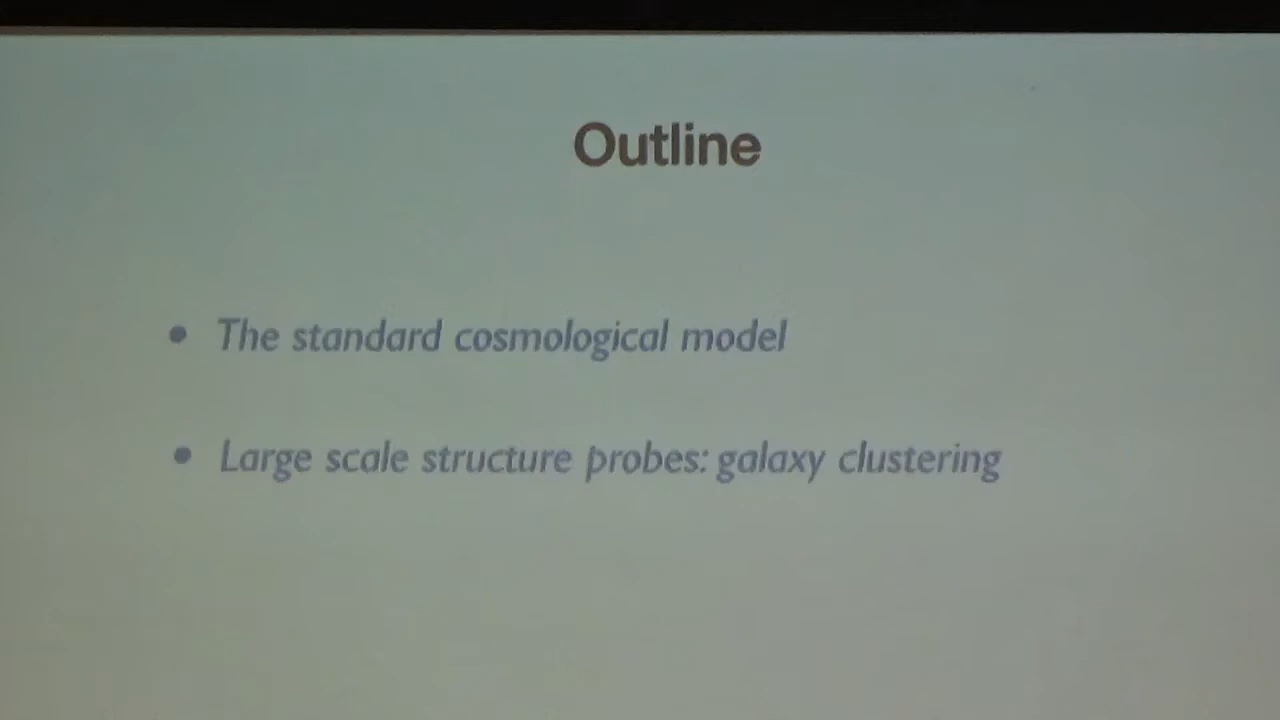 Outline
• The standard cosmological model
• Large scale structure probes: galaxy clustering